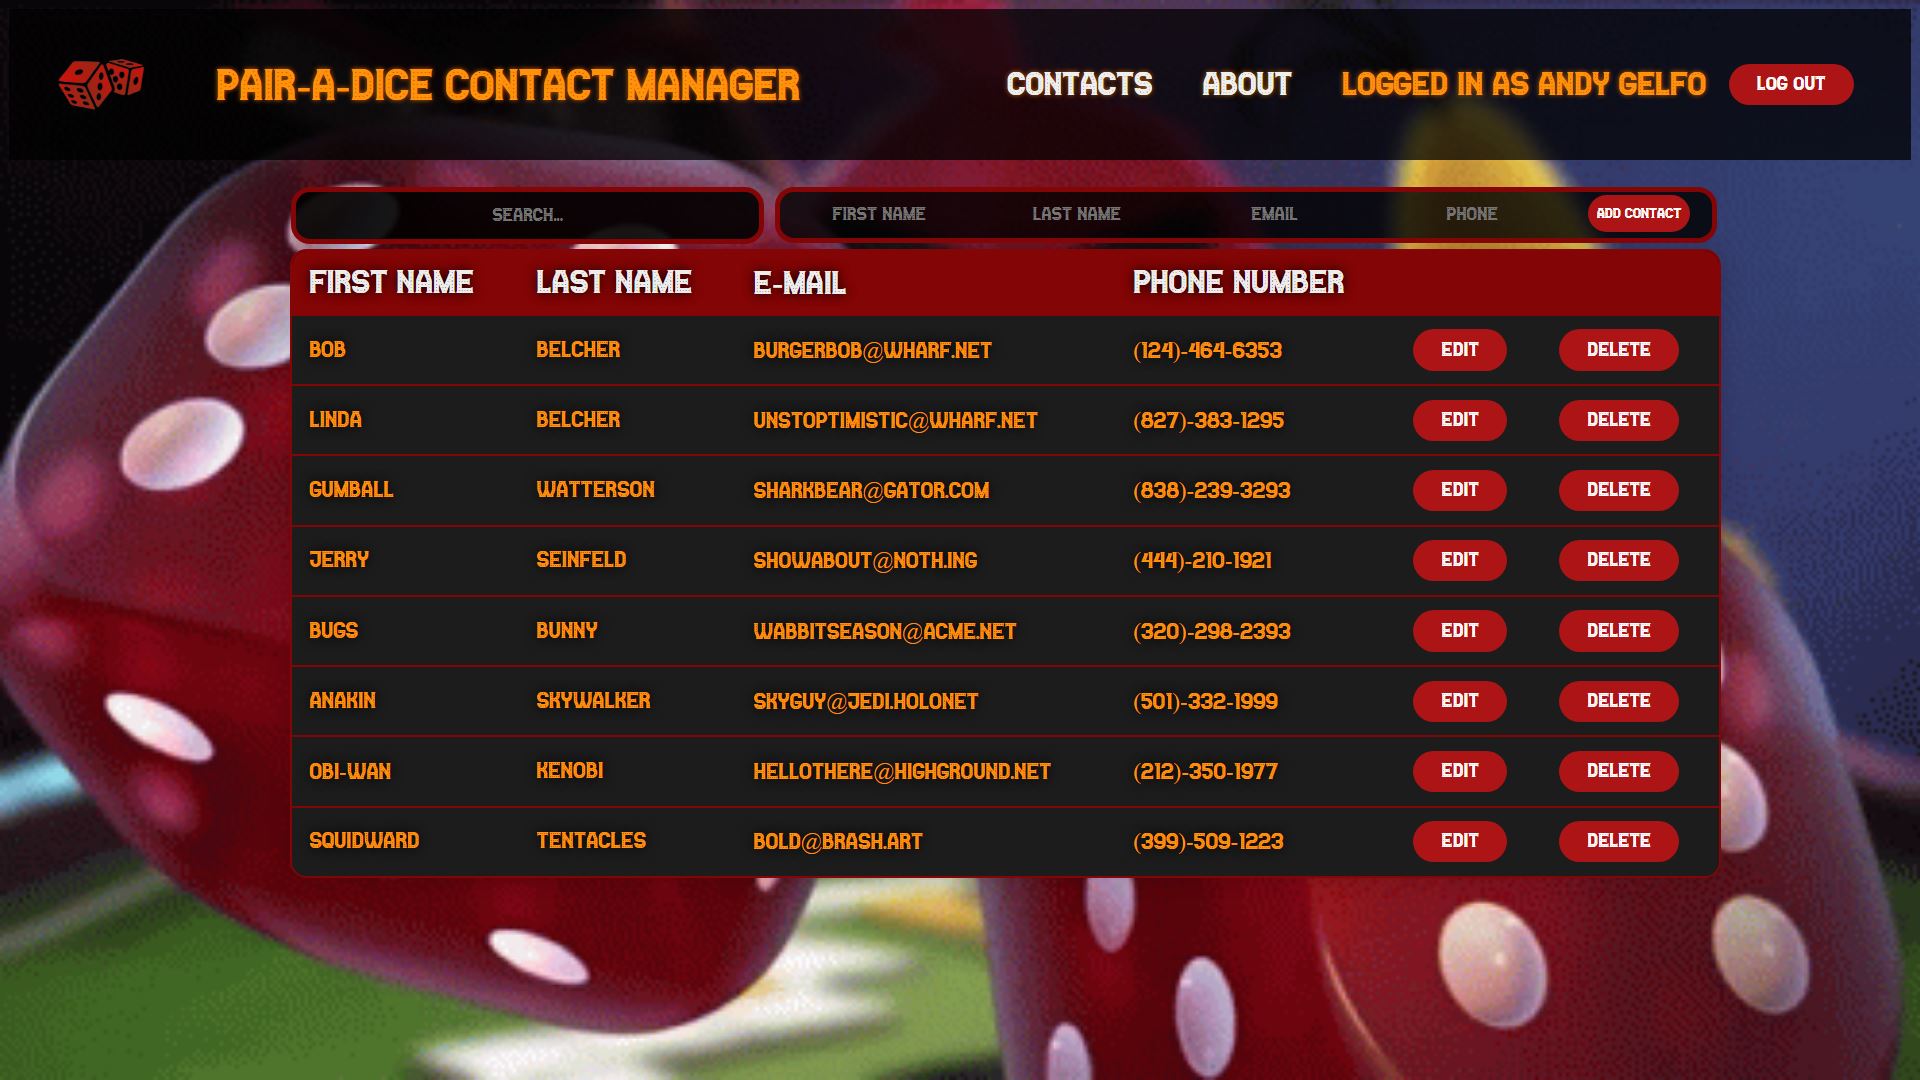 PAIR-A-DICE CONTACT MANAGER CONTACTS ABOUT LOGGED IN AS ANDY GELFO LOG OUT
SEARCH... FIRST NAME LAST NAME EMAIL PHONE ADD CONTACT
FIRST NAME LAST NAME E-MAIL PHONE NUMBER
BOB BELCHER BURGERBOB@WHARF.NET (124)-464-6353 EDIT DELETE
LINDA BELCHER UNSTOPTIMISTIC@WHARF.NET (827)-383-1295 EDIT DELETE
GUMBALL WATTERSON SHARKBEAR@GATOR.COM (838)-239-3293 EDIT DELETE
JERRY SEINFELD SHOWABOUT@NOTH.ING (444)-210-1921 EDIT DELETE
BUGS BUNNY WABBITSEASON@ACME.NET (320)-298-2393 EDIT DELETE
ANAKIN SKYWALKER SKYGUY@JEDI.HOLONET (501)-332-1999 EDIT DELETE
OBI-WAN KENOBI HELLOTHERE@HIGHGROUND.NET (212)-350-1977 EDIT DELETE
SQUIDWARD TENTACLES BOLD@BRASH.ART (399)-509-1223 EDIT DELETE